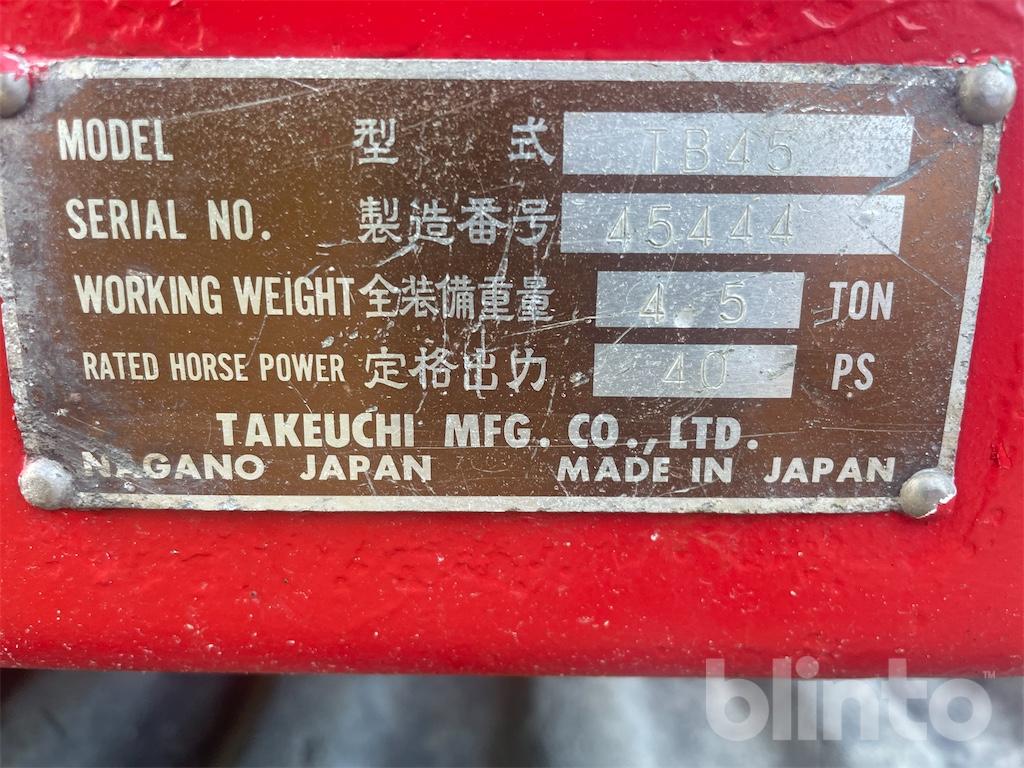 MODEL 型式 TB45
SERIAL NO. 製造番号 45444
WORKING WEIGHT 全装備重量 4.5 TON
RATED HORSE POWER 定格出力 40 PS
TAKEUCHI MFG. CO., LTD.
NAGANO JAPAN MADE IN JAPAN
blinto™